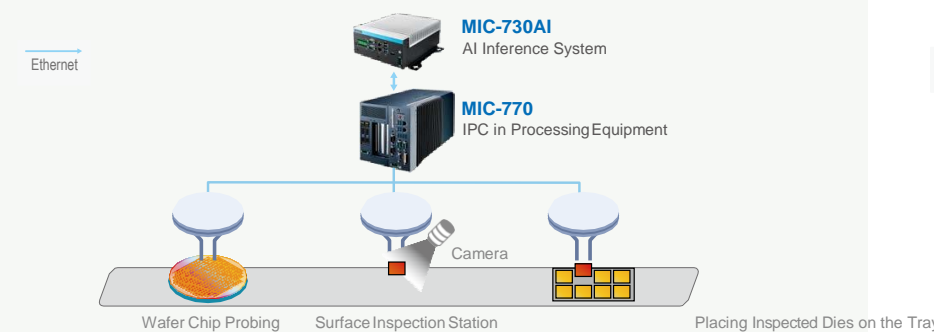 MIC-730AI
AI Inference System
Ethernet
MIC-770
IPC in Processing Equipment
Camera
Wafer Chip Probing
Surface Inspection Station
Placing Inspected Dies on the Tray